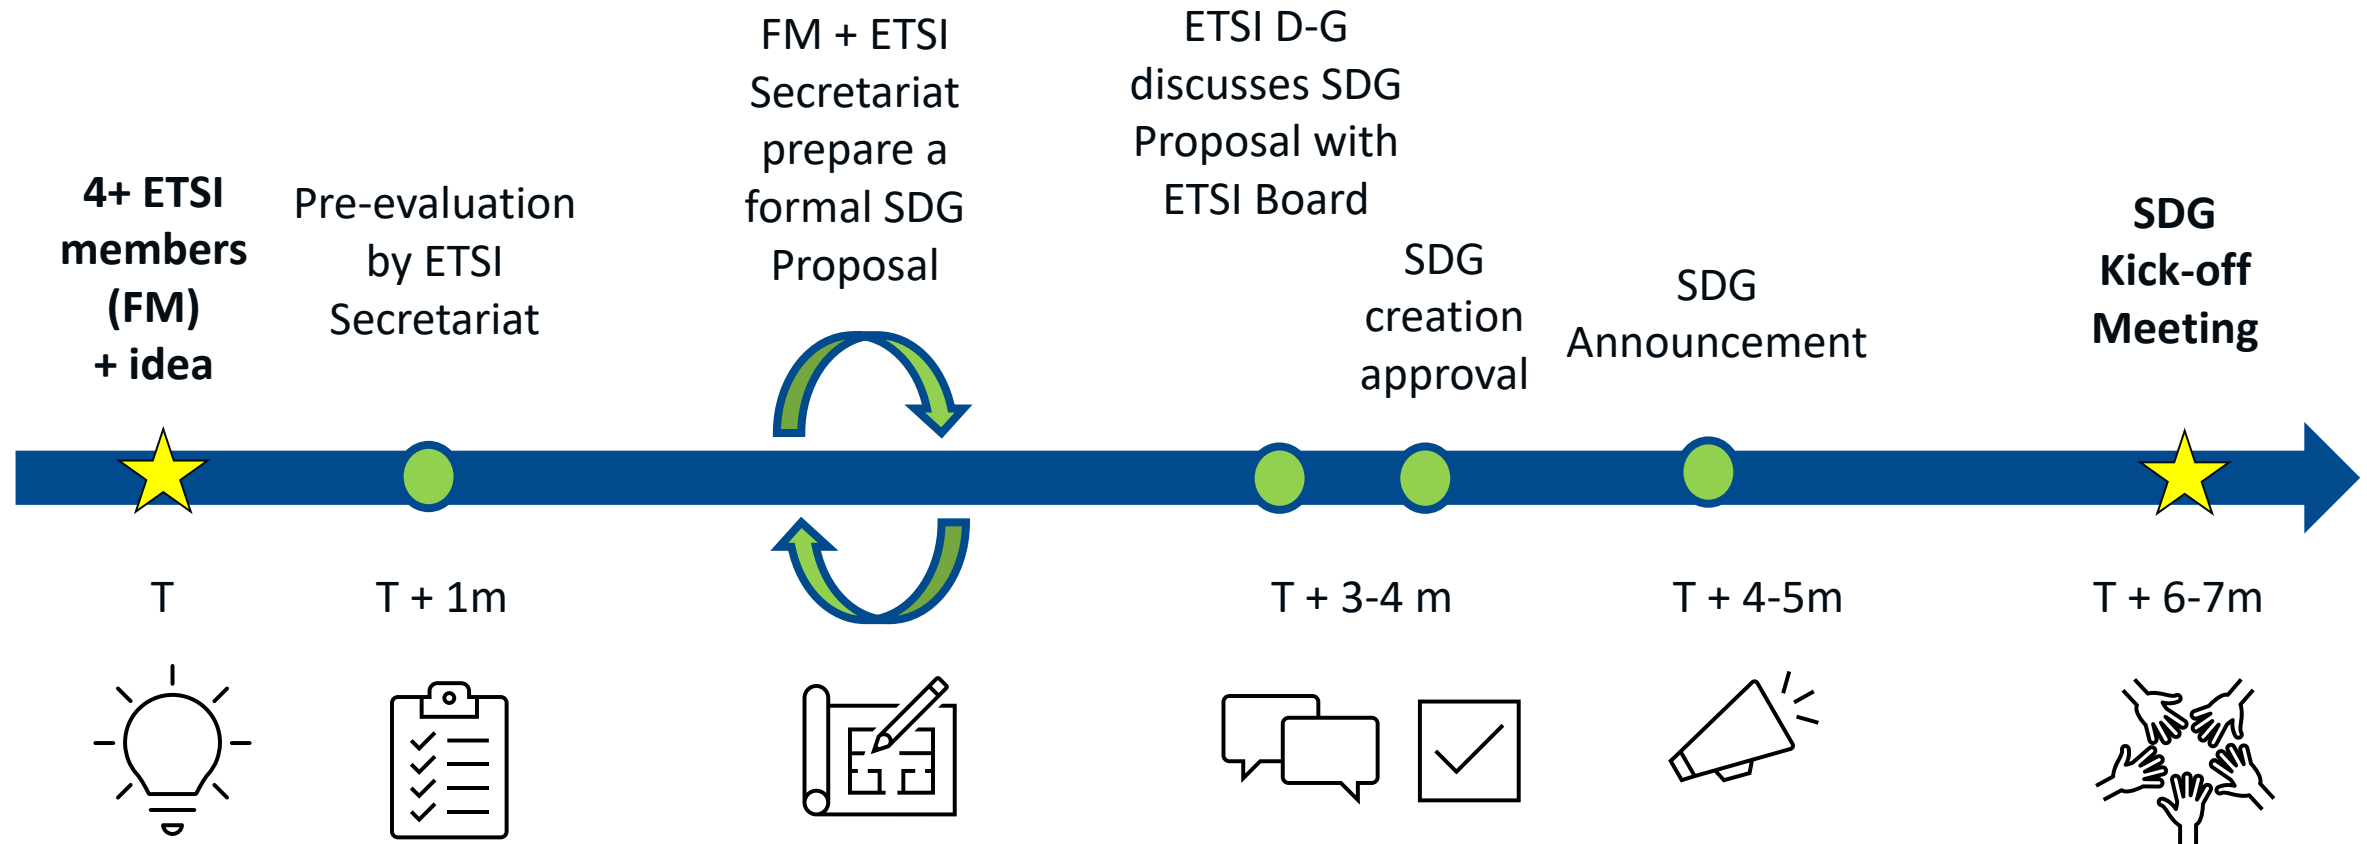 4+ ETSI
members
(FM)
+ idea
Pre-evaluation
by ETSI
Secretariat
FM + ETSI
Secretariat
prepare a
formal SDG
Proposal
ETSI D-G
discusses SDG
Proposal with
ETSI Board
SDG
creation
approval
SDG
Announcement
SDG
Kick-off
Meeting
T
T + 1m
T + 3-4 m
T + 4-5m
T + 6-7m